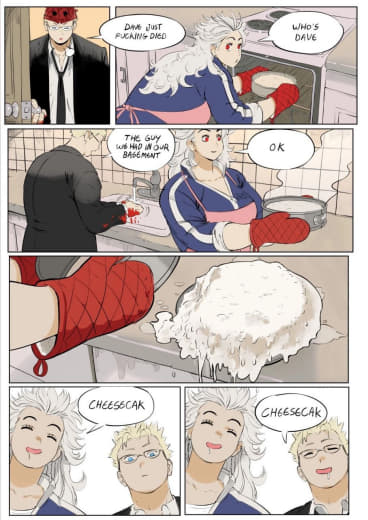 DAVE JUST
FUCKING DIED
WHO'S
DAVE
THE GUY
WE HAD IN OUR
BASEMENT
OK
CHEESECAK
CHEESECAK